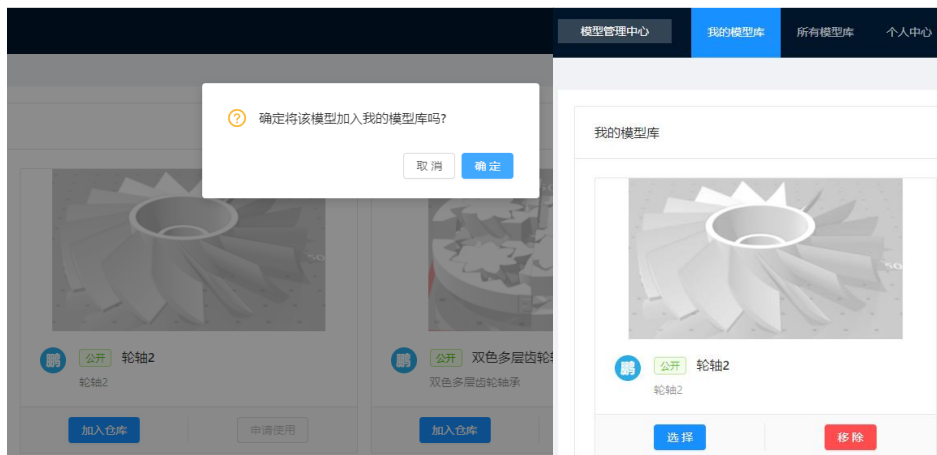 确定将该模型加入我的模型库吗?
取 消
确 定
鹏
公开
轮轴2
轮轴2
加入仓库
申请使用
鹏
公开
双色多层齿轮
双色多层齿轮轴承
加入仓库
模型管理中心
我的模型库
所有模型库
个人中心
我的模型库
鹏
公开
轮轴2
轮轴2
选 择
移 除